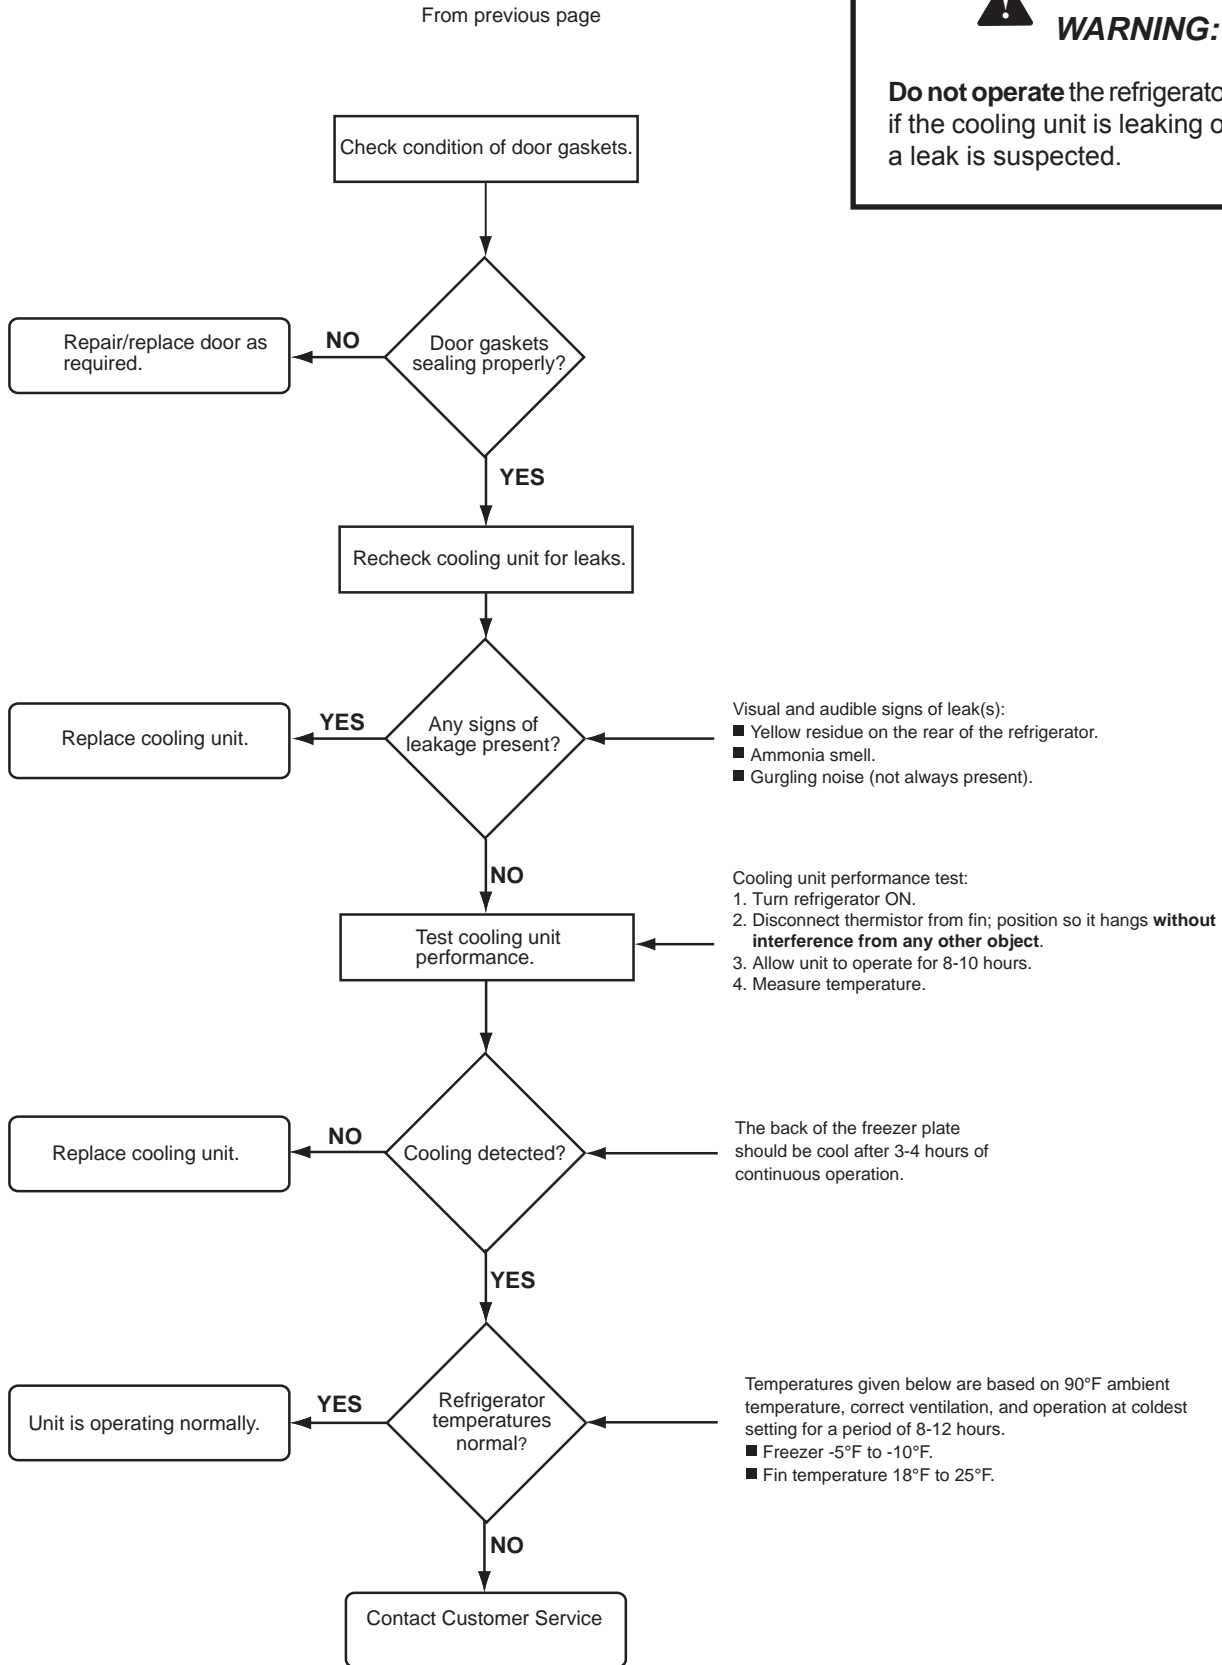 From previous page
WARNING:
Do not operate the refrigerato
if the cooling unit is leaking o
a leak is suspected.
Check condition of door gaskets.
Door gaskets
sealing properly?
NO
Repair/replace door as
required.
YES
Recheck cooling unit for leaks.
Any signs of
leakage present?
YES
Replace cooling unit.
Visual and audible signs of leak(s):
■ Yellow residue on the rear of the refrigerator.
■ Ammonia smell.
■ Gurgling noise (not always present).
NO
Test cooling unit
performance.
Cooling unit performance test:
1. Turn refrigerator ON.
2. Disconnect thermistor from fin; position so it hangs without
interference from any other object.
3. Allow unit to operate for 8-10 hours.
4. Measure temperature.
Cooling detected?
NO
Replace cooling unit.
The back of the freezer plate
should be cool after 3-4 hours of
continuous operation.
YES
Refrigerator
temperatures
normal?
YES
Unit is operating normally.
Temperatures given below are based on 90°F ambient
temperature, correct ventilation, and operation at coldest
setting for a period of 8-12 hours.
■ Freezer -5°F to -10°F.
■ Fin temperature 18°F to 25°F.
NO
Contact Customer Service